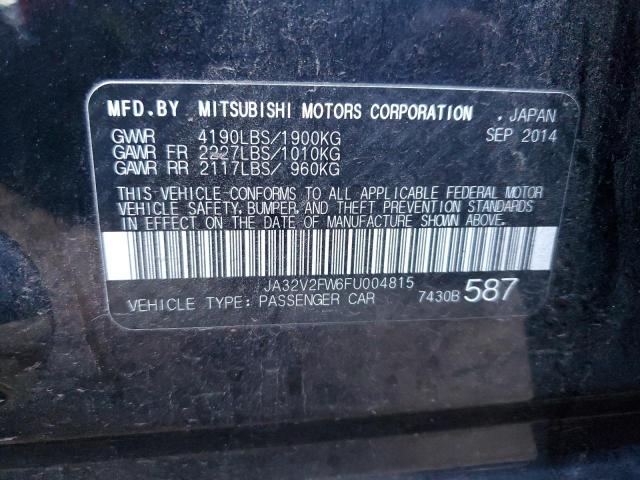 MFD.BY MITSUBISHI MOTORS CORPORATION , JAPAN
GVWR 4190LBS/1900KG SEP 2014
GAWR FR 2227LBS/1010KG
GAWR RR 2117LBS/ 960KG
THIS VEHICLE CONFORMS TO ALL APPLICABLE FEDERAL MOTOR
VEHICLE SAFETY, BUMPER, AND THEFT PREVENTION STANDARDS
IN EFFECT ON THE DATE OF MANUFACTURE SHOWN ABOVE.
JA32V2FW6FU004815
VEHICLE TYPE: PASSENGER CAR 7430B 587